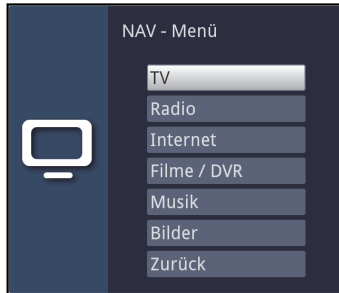 NAV - Menü
TV
Radio
Internet
Filme / DVR
Musik
Bilder
Zurück